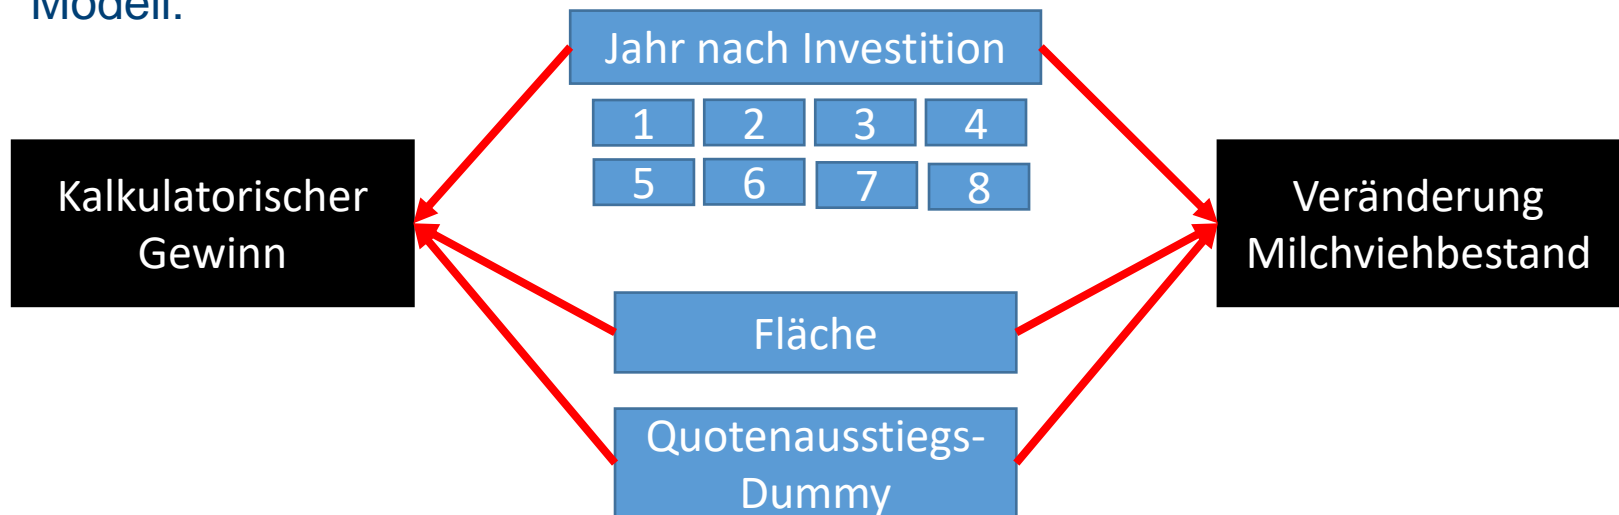 Modell:
Jahr nach Investition
1 2 3 4
5 6 7 8
Kalkulatorischer
Gewinn
Veränderung
Milchviehbestand
Fläche
Quotenausstiegs-
Dummy